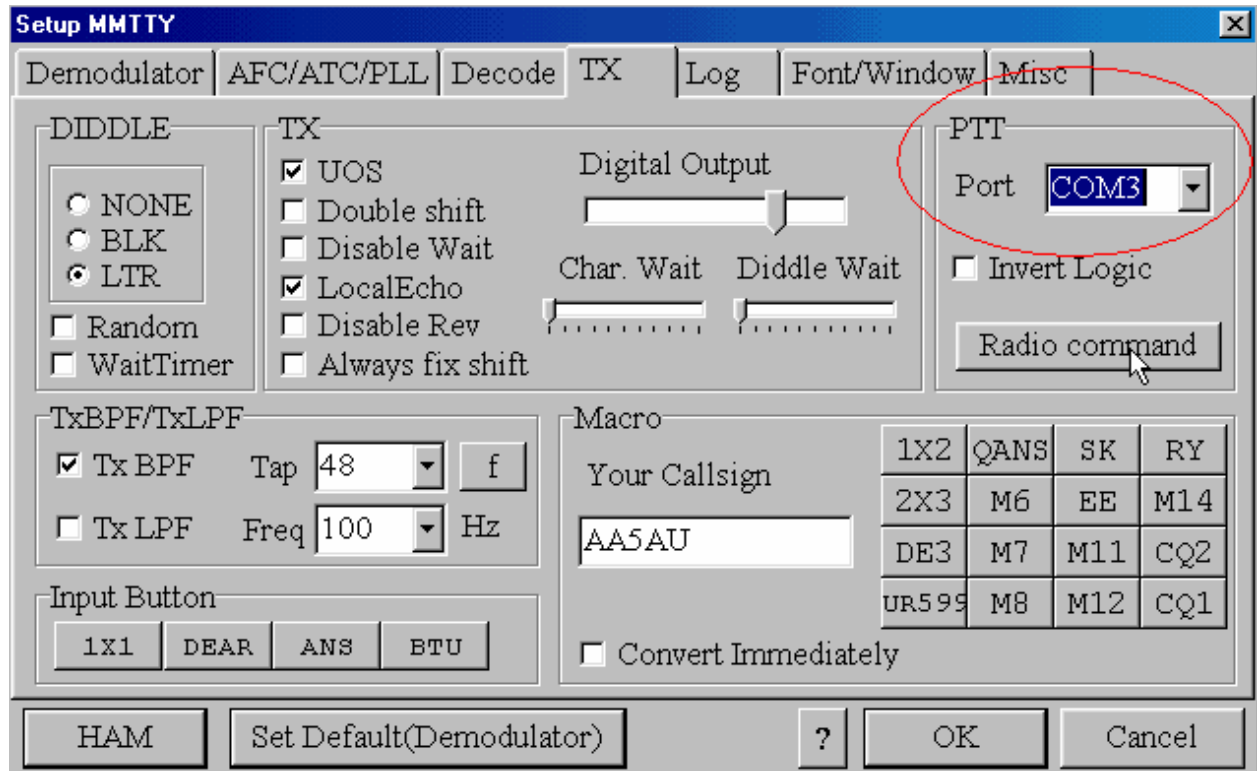 Setup MMTTY
Demodulator AFC/ATC/PLL Decode TX Log Font/Window Misc
DIDDLE
NONE
BLK
LTR
Random
WaitTimer
TX
UOS
Double shift
Disable Wait
LocalEcho
Disable Rev
Always fix shift
Digital Output
Char. Wait Diddle Wait
PTT
Port COM3
Invert Logic
Radio command
TxBPF/TxLPF
Tx BPF Tap 48 f
Tx LPF Freq 100 Hz
Input Button
1X1 DEAR ANS BTU
Macro
Your Callsign
AA5AU
Convert Immediately
1X2 QANS SK RY
2X3 M6 EE M14
DE3 M7 M11 CQ2
UR599 M8 M12 CQ1
HAM Set Default(Demodulator) ? OK Cancel